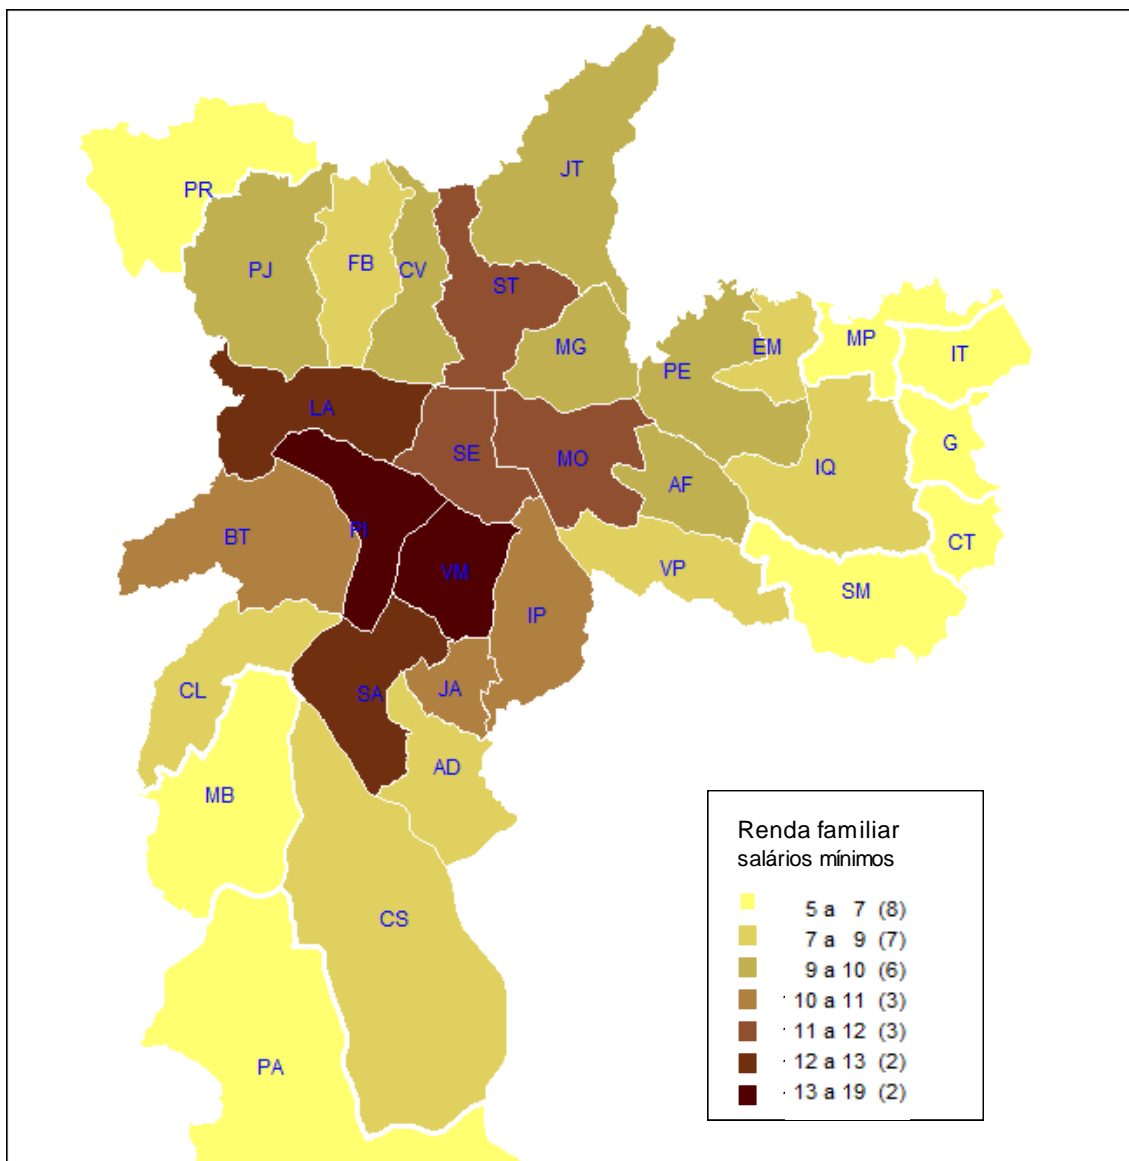 JT
PR
PJ
FB
CV
ST
MG
PE
EM
MP
IT
LA
SE
MO
AF
IQ
G
BT
PI
VM
IP
VP
CT
SM
CL
SA
JA
AD
MB
CS
PA
Renda familiar
salários mínimos
5 a 7 (8)
7 a 9 (7)
9 a 10 (6)
10 a 11 (3)
11 a 12 (3)
12 a 13 (2)
13 a 19 (2)